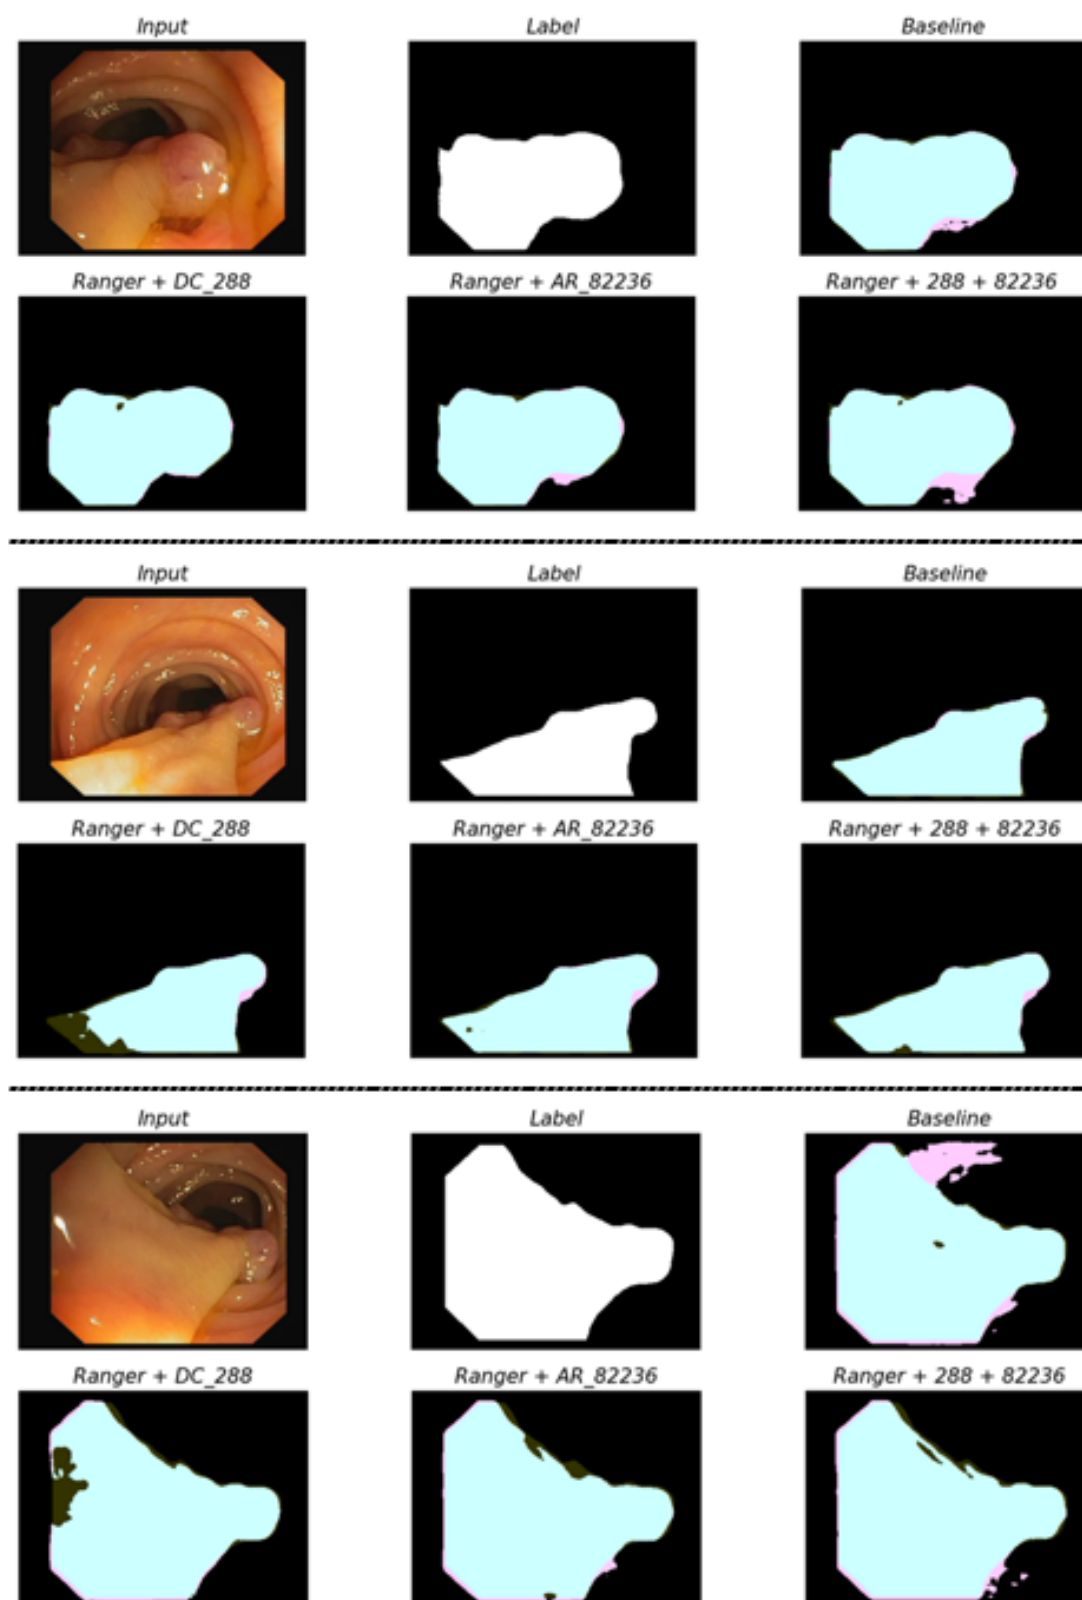 Input Label Baseline
Ranger + DC_288 Ranger + AR_82236 Ranger + 288 + 82236
Input Label Baseline
Ranger + DC_288 Ranger + AR_82236 Ranger + 288 + 82236
Input Label Baseline
Ranger + DC_288 Ranger + AR_82236 Ranger + 288 + 82236